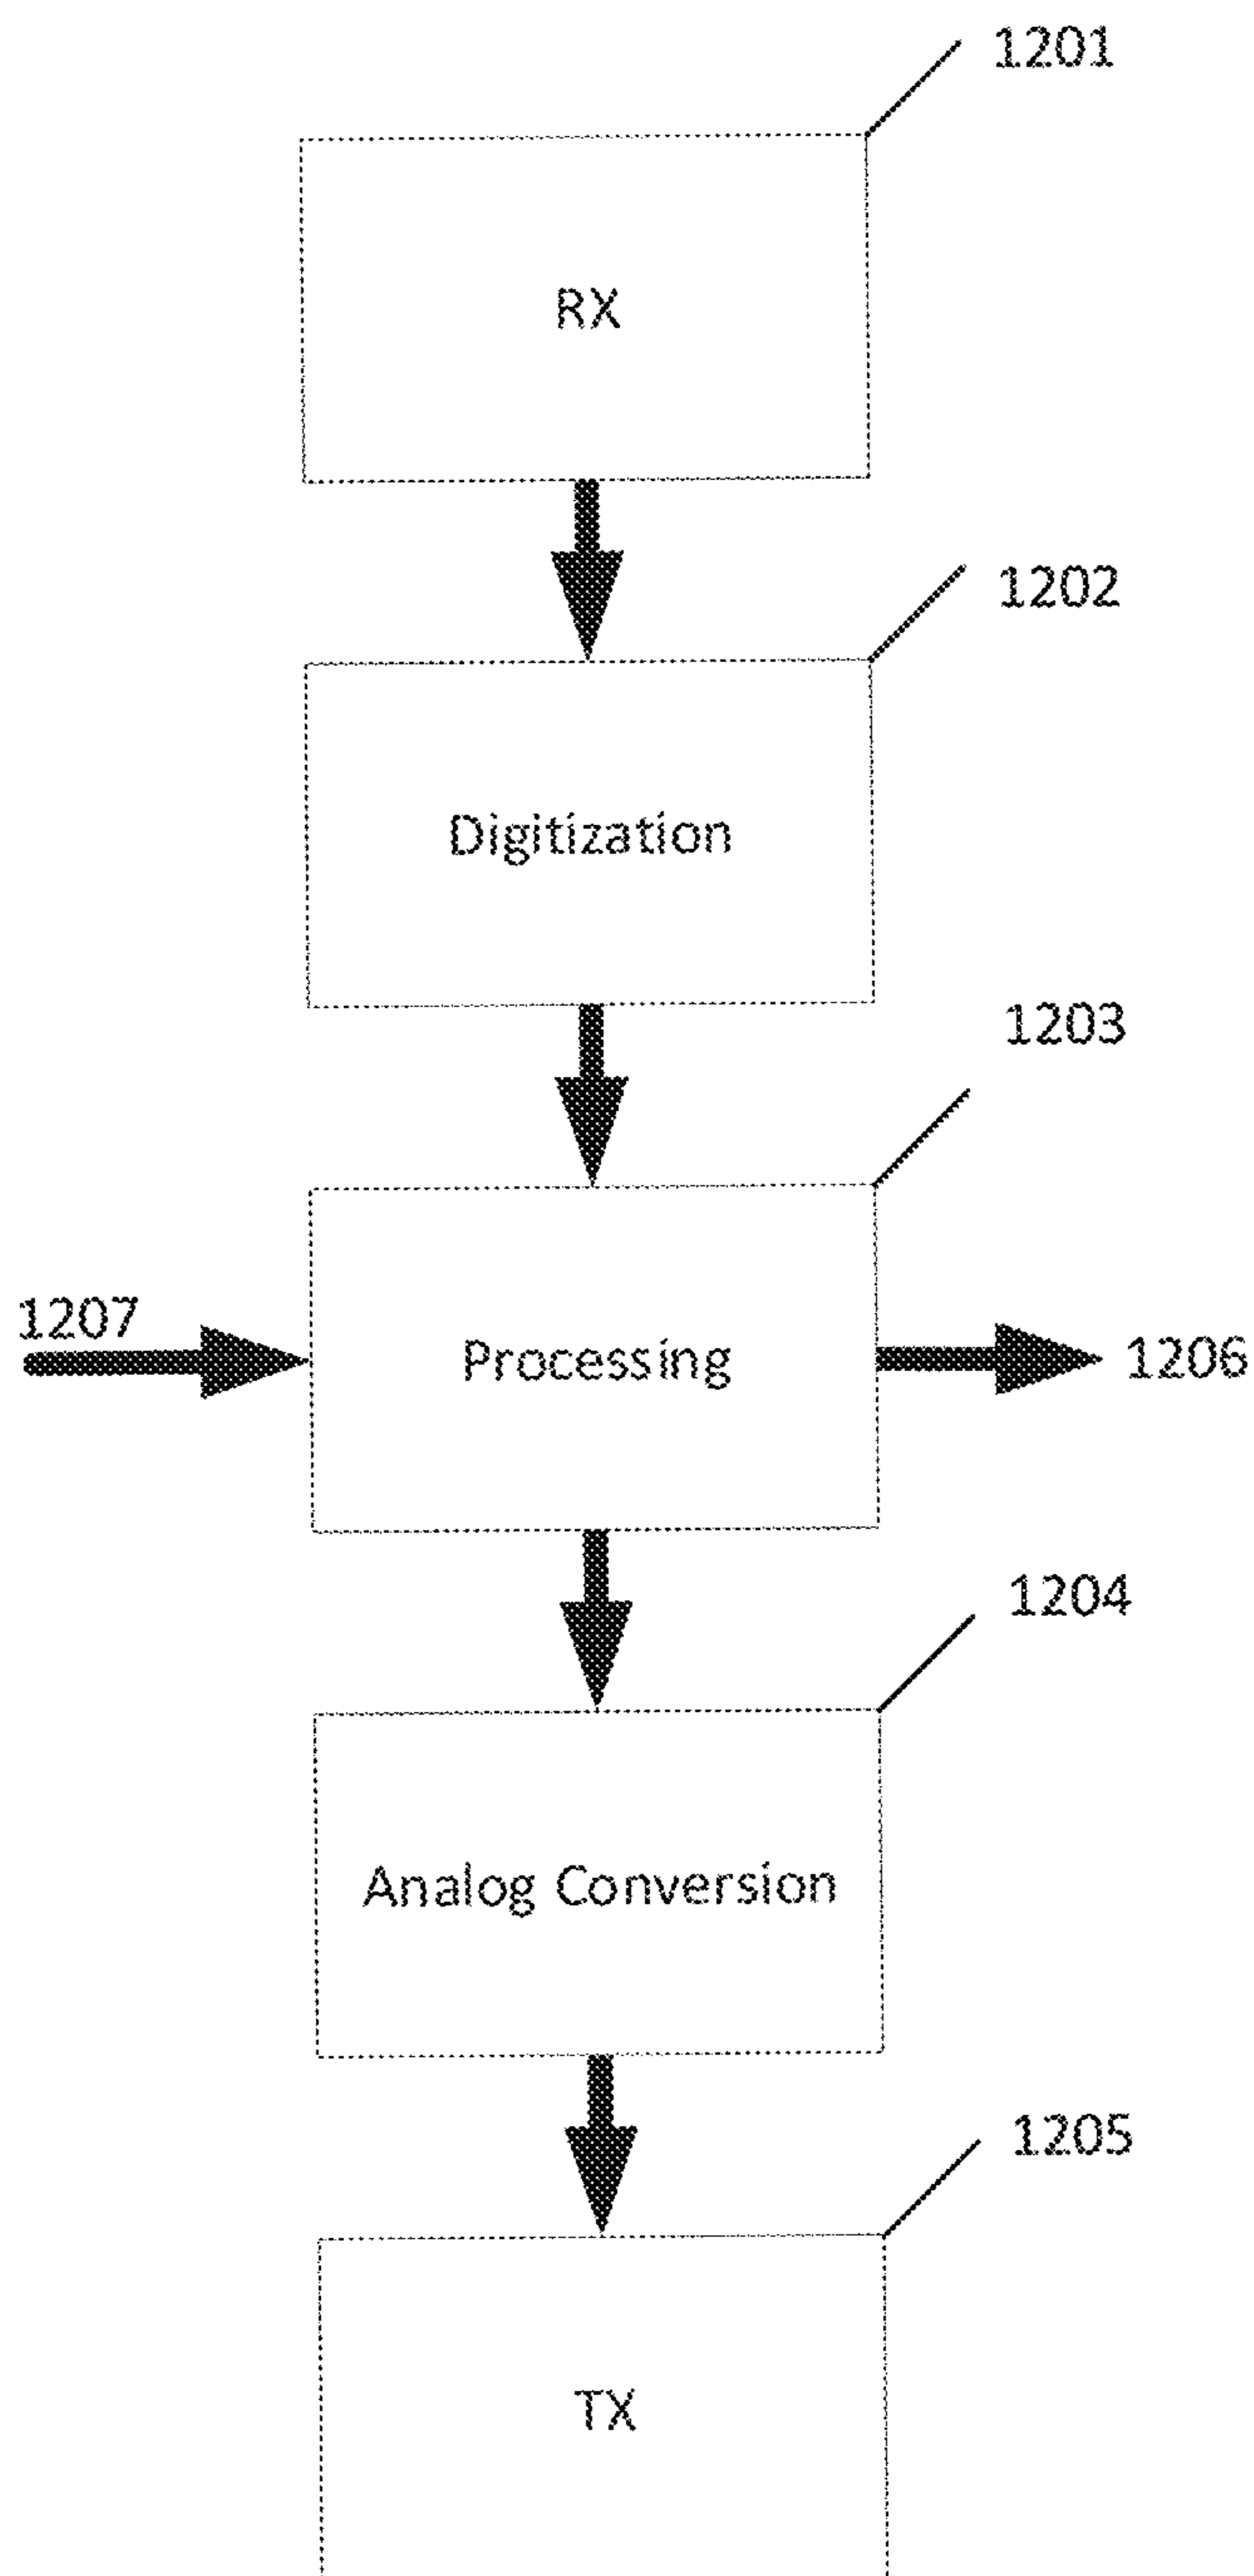 1201
RX
1202
Digitization
1203
1207
Processing
1206
1204
Analog Conversion
1205
TX